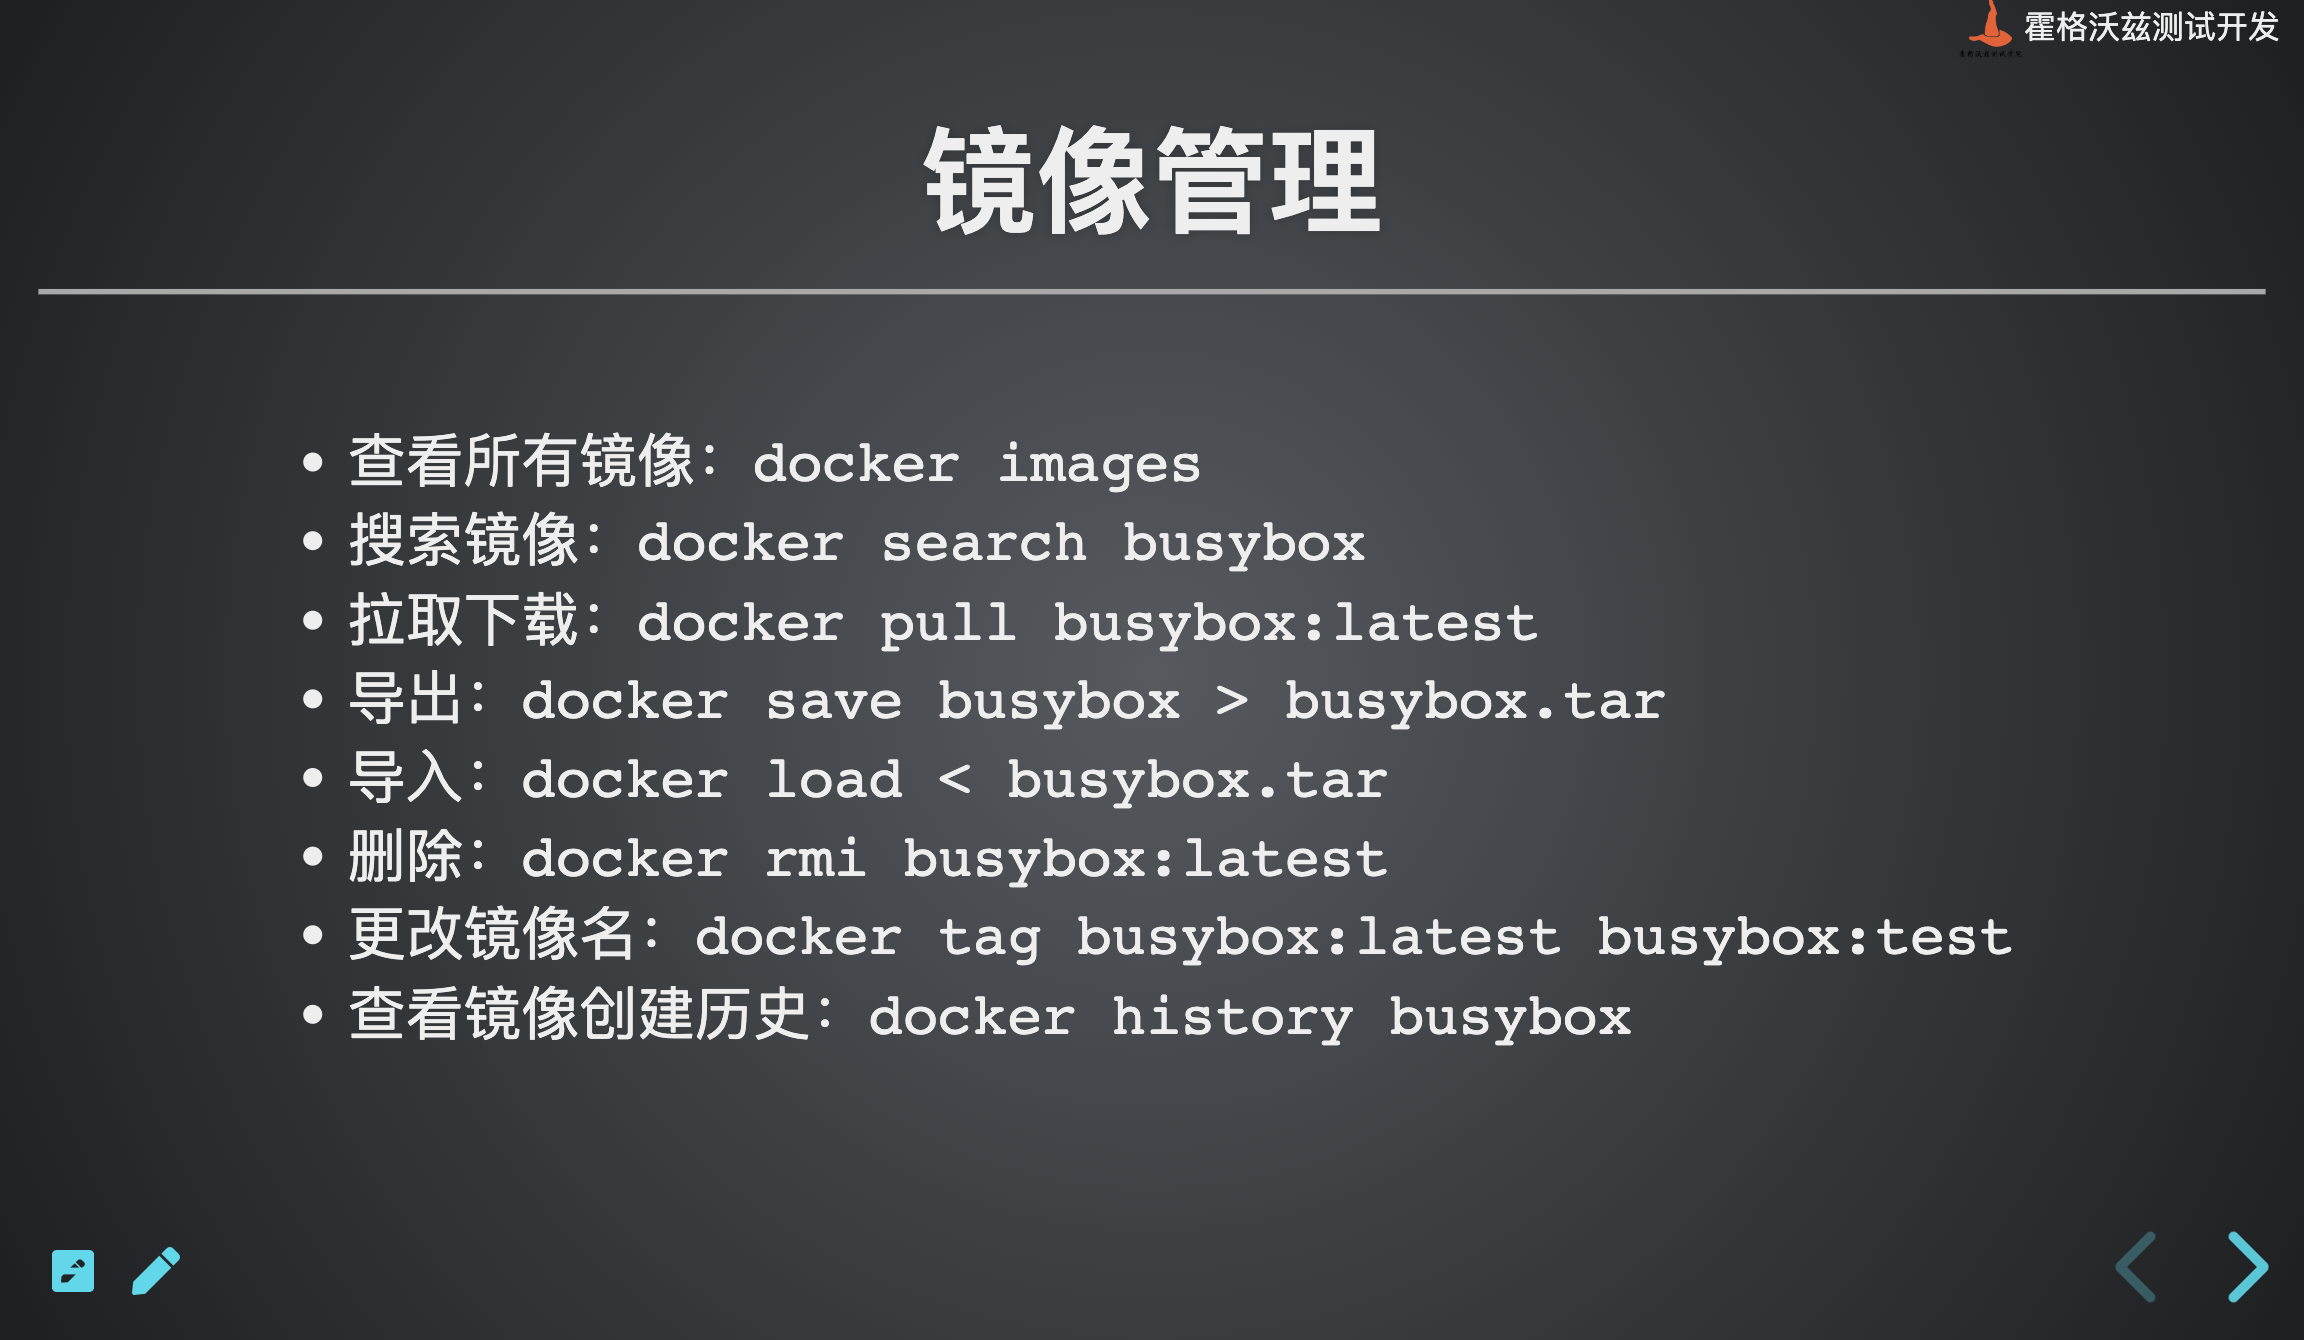 霍格沃兹测试开发
镜像管理
查看所有镜像：docker images
搜索镜像：docker search busybox
拉取下载：docker pull busybox:latest
导出：docker save busybox > busybox.tar
导入：docker load < busybox.tar
删除：docker rmi busybox:latest
更改镜像名：docker tag busybox:latest busybox:test
查看镜像创建历史：docker history busybox